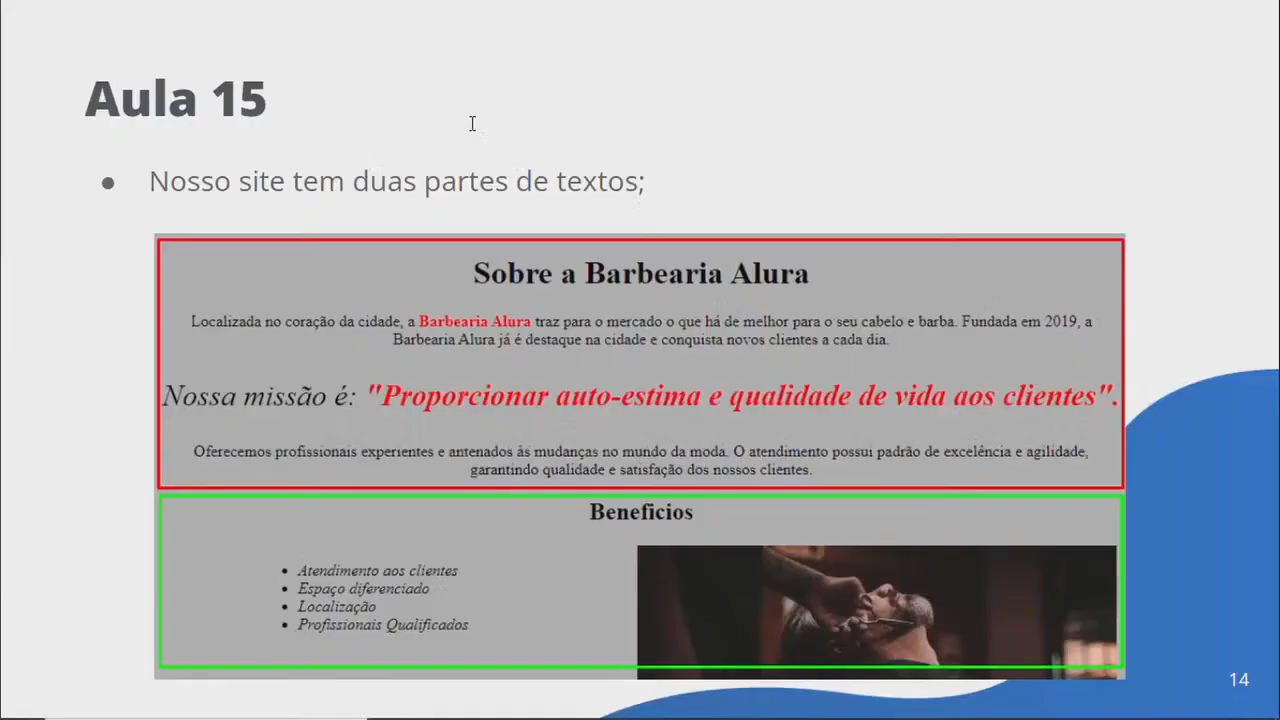 Aula 15
● Nosso site tem duas partes de textos;
Sobre a Barbearia Alura
Localizada no coração da cidade, a Barbearia Alura traz para o mercado o que há de melhor para o seu cabelo e barba. Fundada em 2019, a
Barbearia Alura já é destaque na cidade e conquista novos clientes a cada dia.
Nossa missão é: "Proporcionar auto-estima e qualidade de vida aos clientes".
Oferecemos profissionais experientes e antenados às mudanças no mundo da moda. O atendimento possui padrão de excelência e agilidade,
garantindo qualidade e satisfação dos nossos clientes.
Beneficios
• Atendimento aos clientes
• Espaço diferenciado
• Localização
• Profissionais Qualificados
14